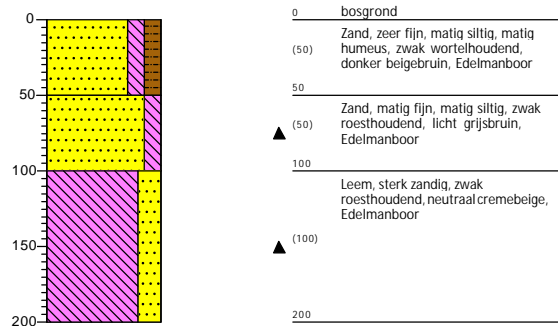 0
50
100
150
200
0 bosgrond
Zand, zeer fijn, matig siltig, matig
(50) humeus, zwak wortelhoudend,
donker beigebruin, Edelmanboor
50
Zand, matig fijn, matig siltig, zwak
(50) roesthoudend, licht grijsbruin,
Edelmanboor
100
Leem, sterk zandig, zwak
roesthoudend, neutraal cremebeige,
Edelmanboor
(100)
200